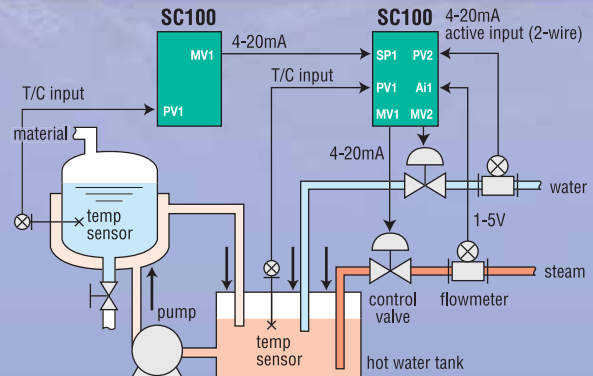 SC100
SC100
4-20mA
active input (2-wire)
4-20mA
MV1
SP1 PV2
T/C input
T/C input
PV1 Ai1
PV1
MV1 MV2
material
4-20mA
water
temp
sensor
1-5V
steam
pump
control
valve
flowmeter
temp
sensor
hot water tank